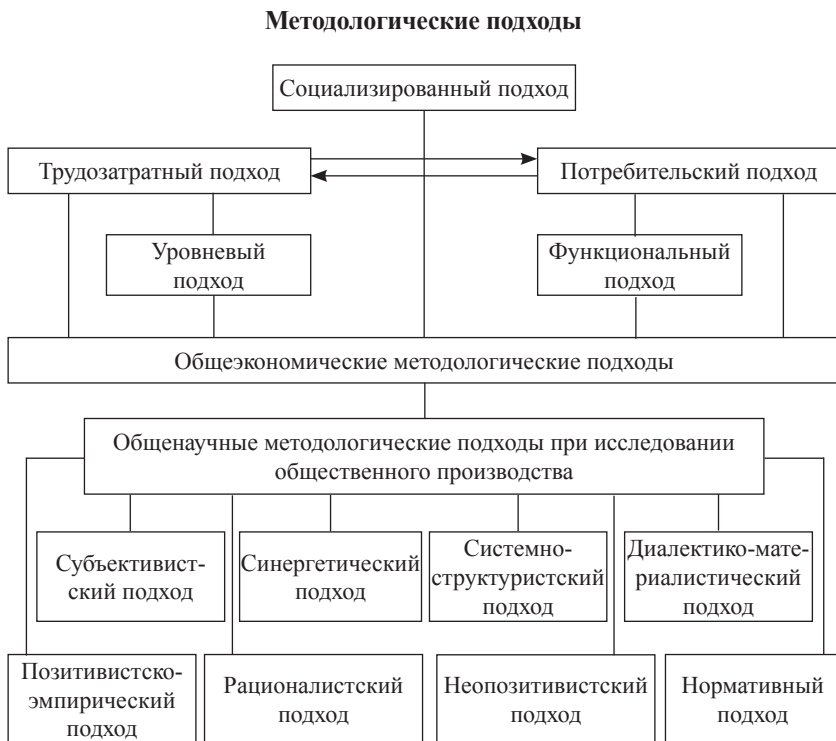 Методологические подходы
Социализированный подход
Трудозатратный подход
Потребительский подход
Уровневый
подход
Функциональный
подход
Общеэкономические методологические подходы
Общенаучные методологические подходы при исследовании
общественного производства
Субъективист-
ский подход
Синергетический
подход
Системно-
структуристский
подход
Диалектико-мате-
риалистический
подход
Позитивистско-
эмпирический
подход
Рационалистский
подход
Неопозитивистский
подход
Нормативный
подход